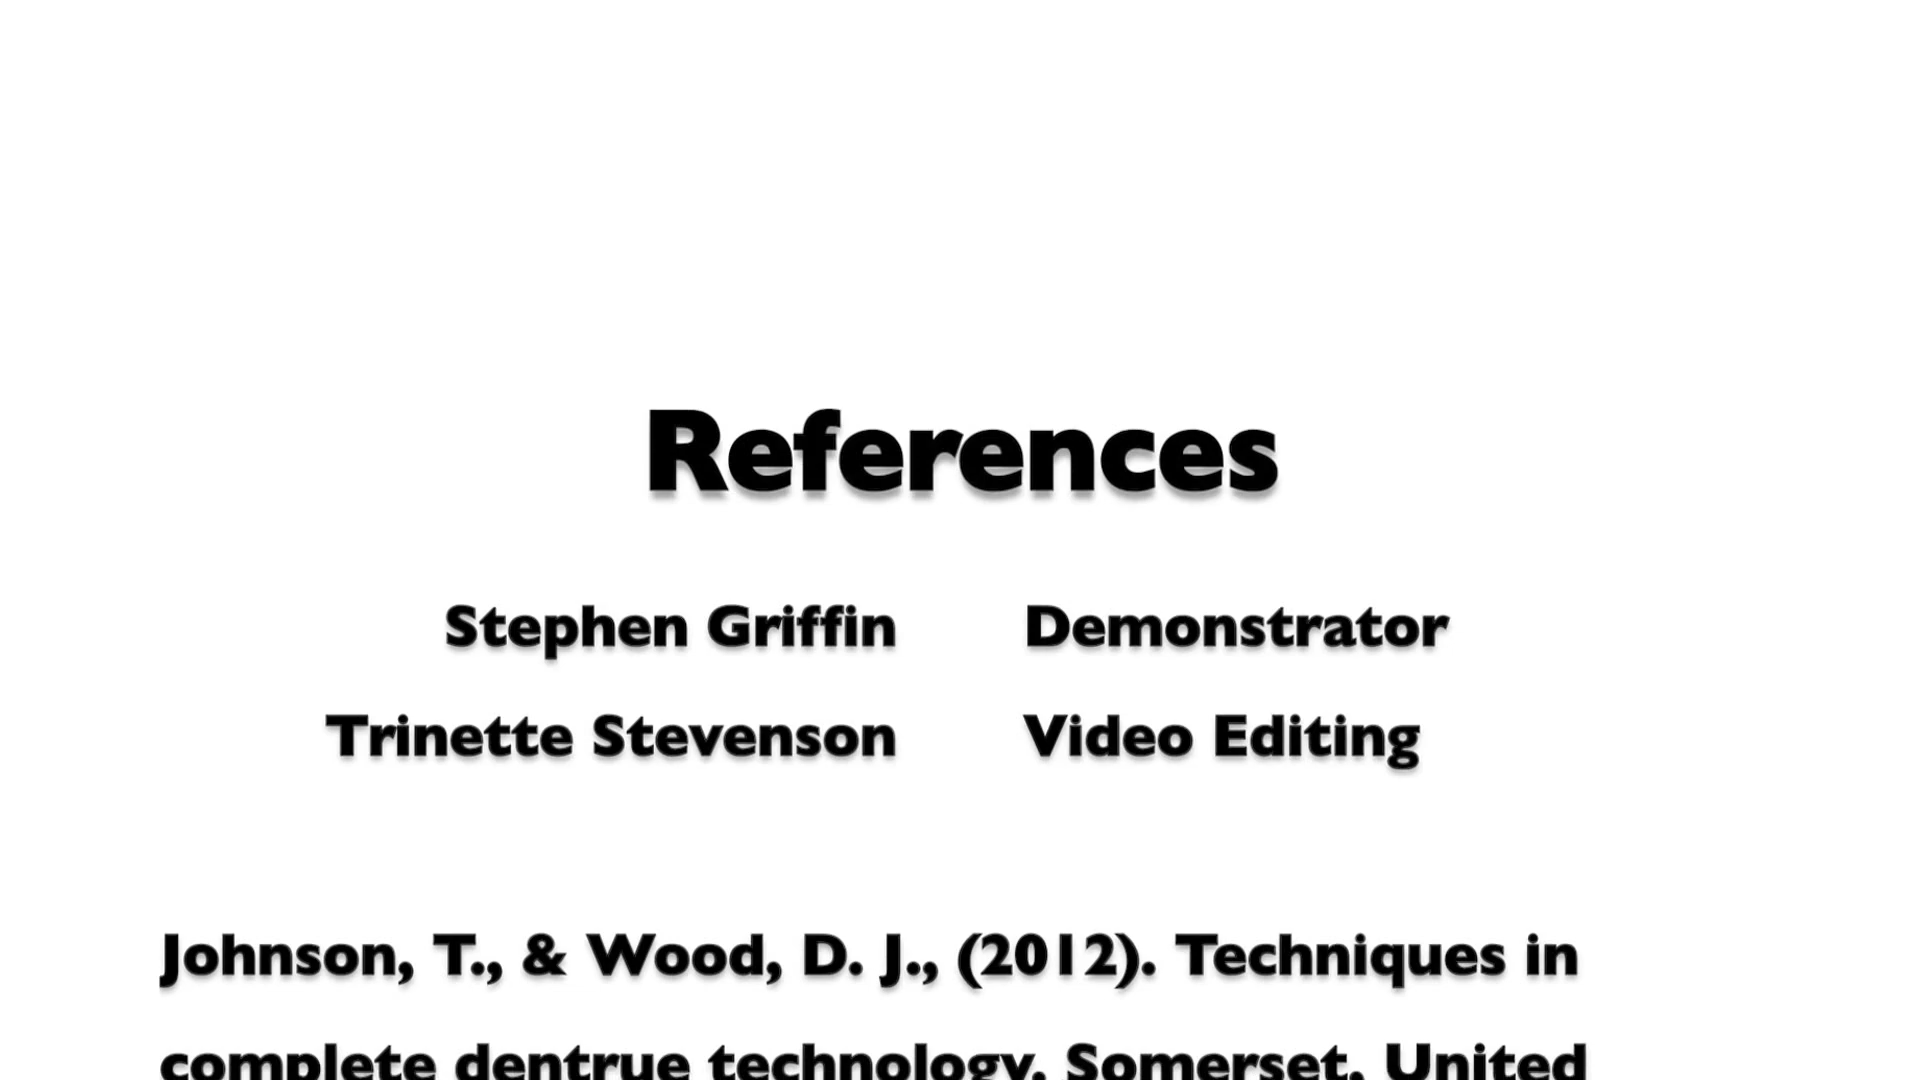 References
Stephen Griffin Demonstrator
Trinette Stevenson Video Editing
Johnson, T., & Wood, D. J., (2012). Techniques in
complete dentrue technology. Somerset, United